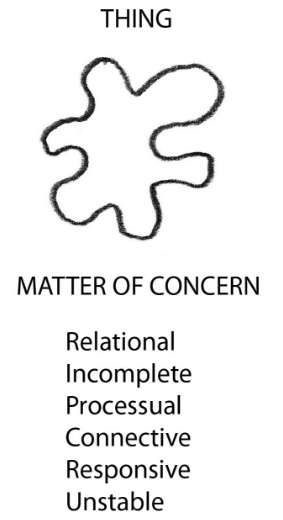 THING
MATTER OF CONCERN
Relational
Incomplete
Processual
Connective
Responsive
Unstable